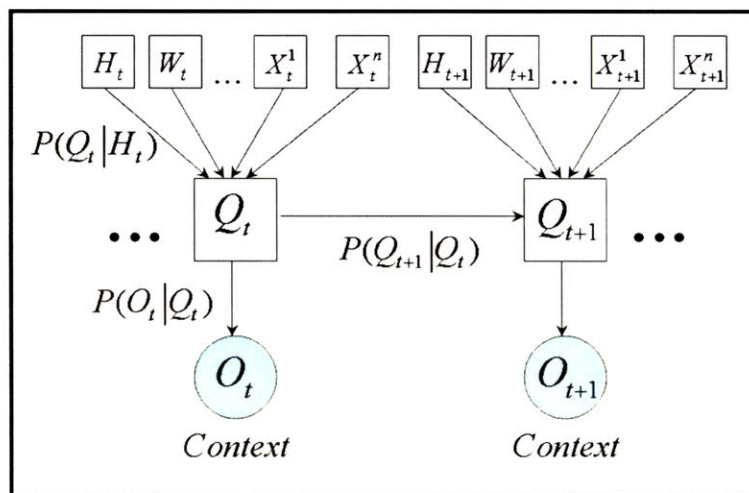 H_t W_t ... X_t^1 X_t^n H_{t+1} W_{t+1} ... X_{t+1}^1 X_{t+1}^n
P(Q_t|H_t)
... Q_t Q_{t+1} ...
P(Q_{t+1}|Q_t)
P(O_t|Q_t)
O_t O_{t+1}
Context Context